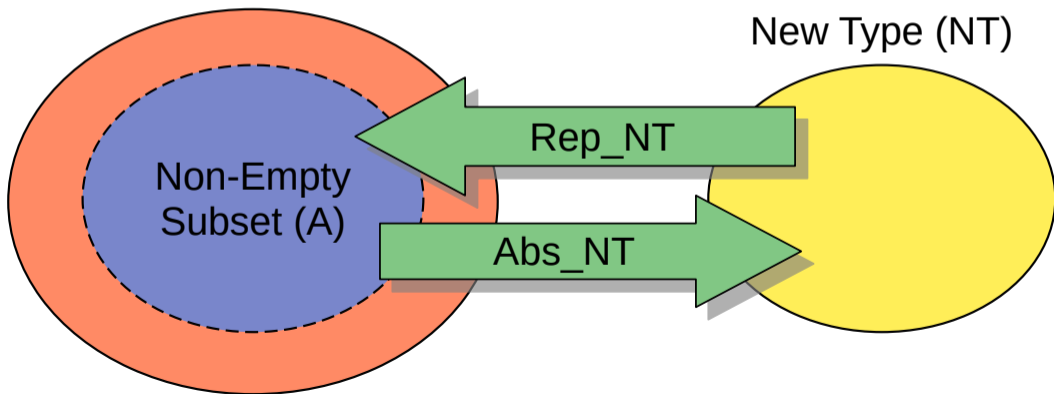 New Type (NT)
Rep_NT
Non-Empty
Subset (A)
Abs_NT